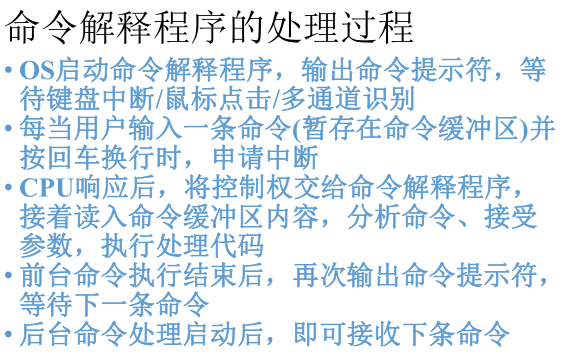 命令解释程序的处理过程
• OS启动命令解释程序，输出命令提示符，等
待键盘中断/鼠标点击/多通道识别
• 每当用户输入一条命令(暂存在命令缓冲区)并
按回车换行时，申请中断
• CPU响应后，将控制权交给命令解释程序，
接着读入命令缓冲区内容，分析命令、接受
参数，执行处理代码
• 前台命令执行结束后，再次输出命令提示符，
等待下一条命令
• 后台命令处理启动后，即可接收下条命令